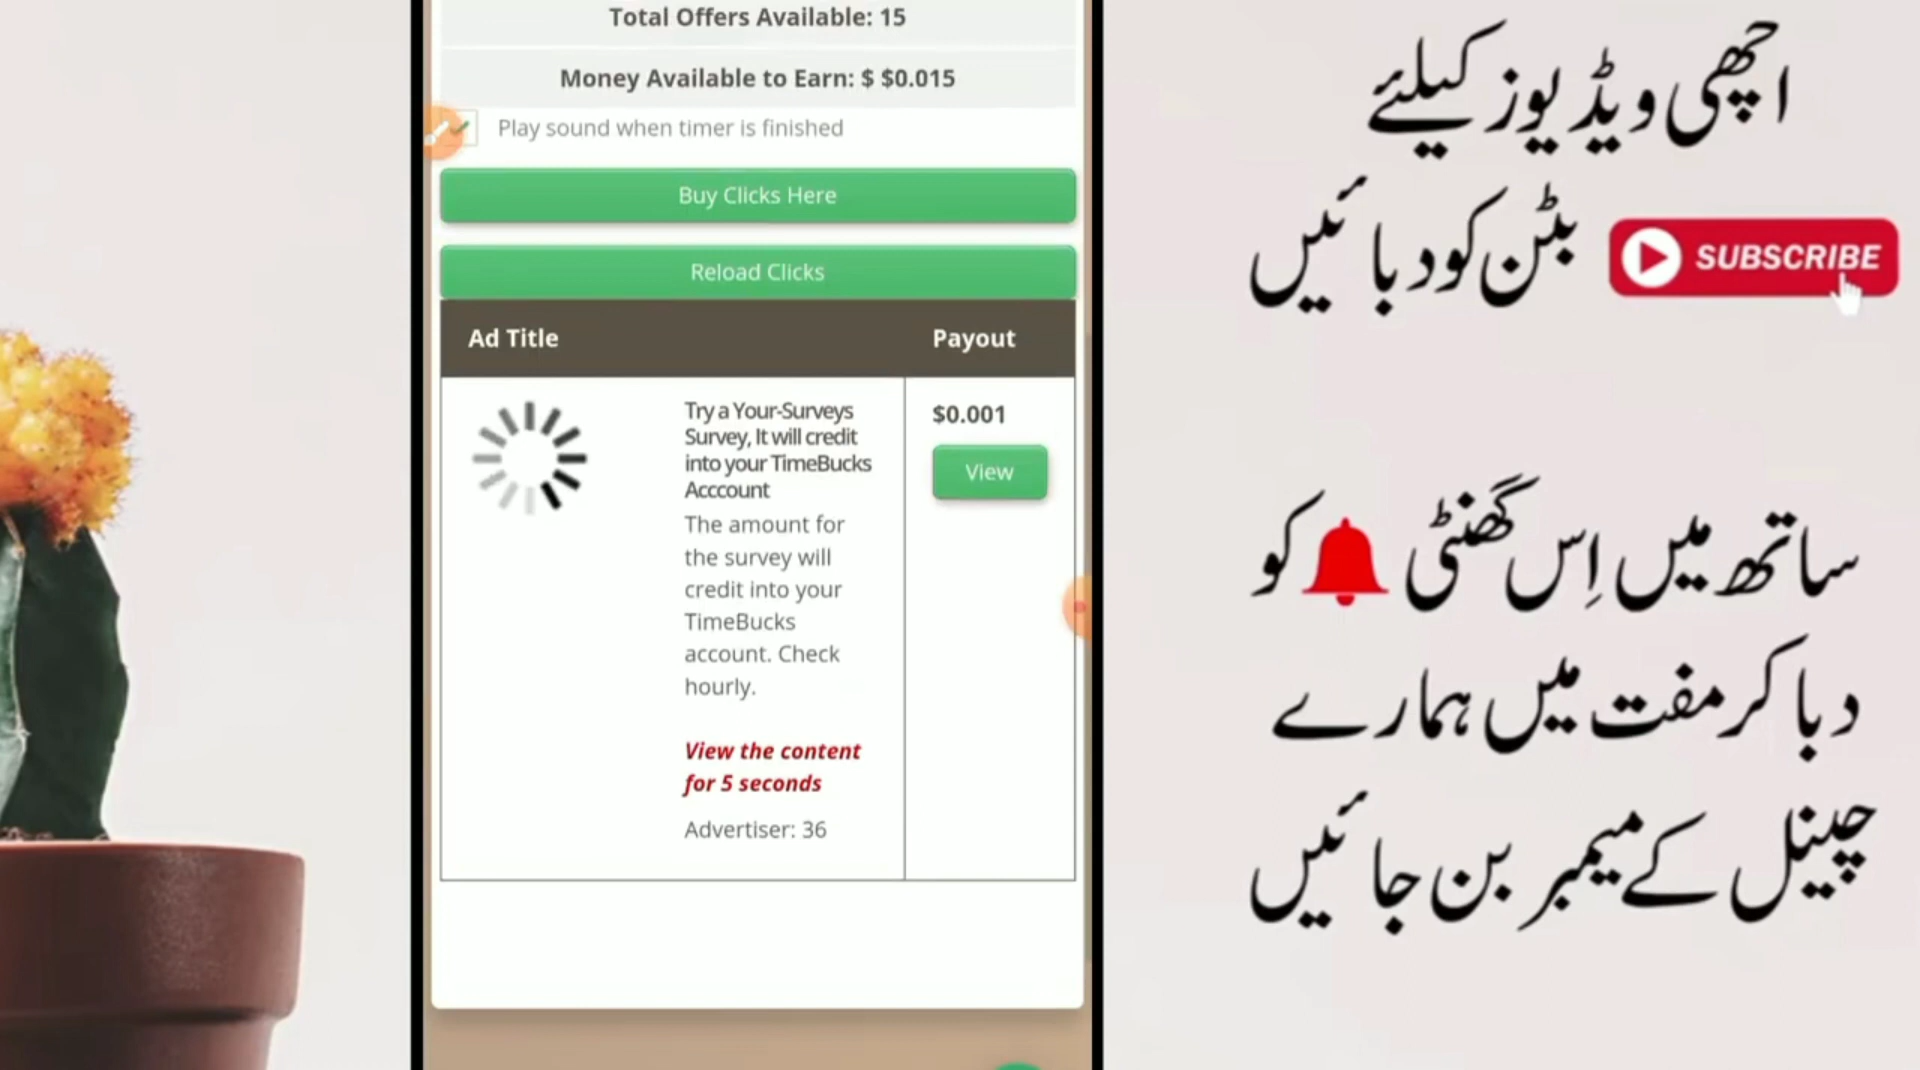 Total Offers Available: 15
Money Available to Earn: $ $0.015
Play sound when timer is finished
Buy Clicks Here
Reload Clicks
Ad Title
Payout
Try a Your-Surveys
Survey, It will credit
into your TimeBucks
Acccount
$0.001
View
The amount for
the survey will
credit into your
TimeBucks
account. Check
hourly.
View the content
for 5 seconds
Advertiser: 36
اچھی ویڈیوز کیلئے
بٹن کو دبائیں
SUBSCRIBE
ساتھ میں اِس گھنٹی کو
دبا کر مفت میں ہمارے
چینل کے میمبر بن جائیں